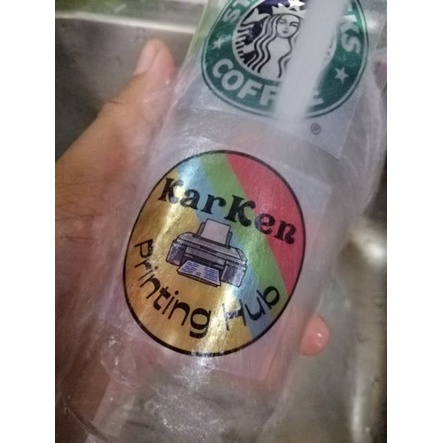 COFFEE
®
KarKen
Printing Hub